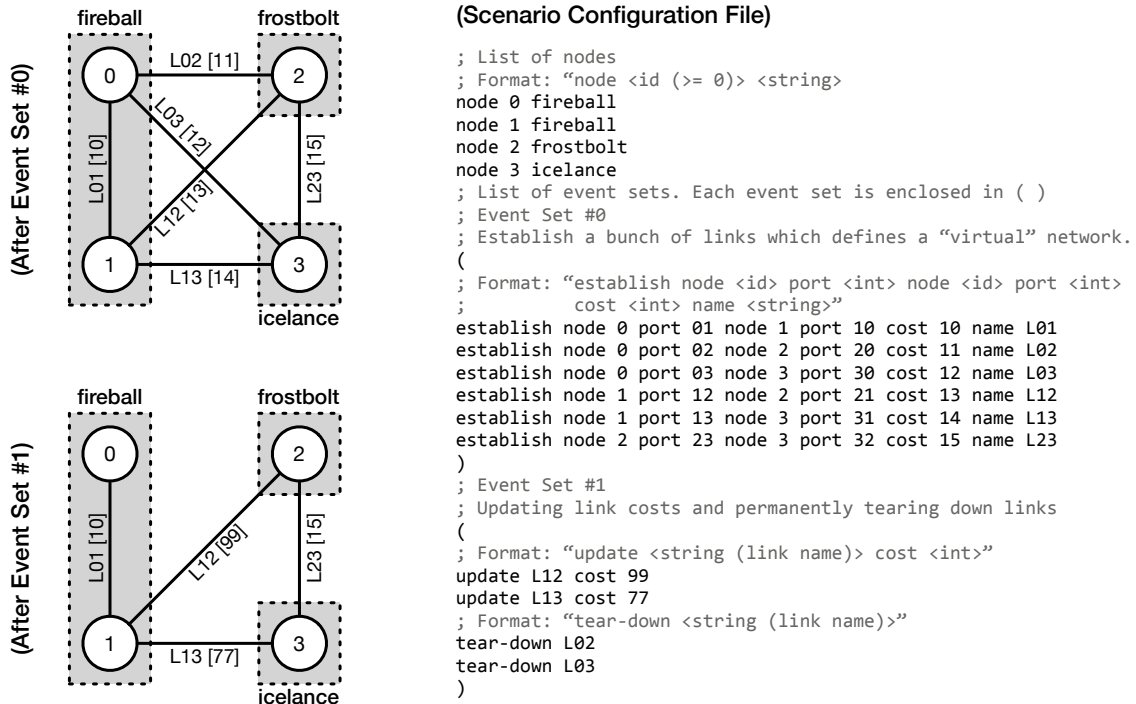 (After Event Set #0)
fireball
frostbolt
0
L02 [11]
2
L03 [12]
L01 [10]
L23 [15]
L12 [13]
1
L13 [14]
3
icelance
(After Event Set #1)
fireball
frostbolt
0
2
L01 [10]
L12 [99]
L23 [15]
1
L13 [77]
3
icelance
(Scenario Configuration File)
; List of nodes
; Format: “node <id (>= 0)> <string>
node 0 fireball
node 1 fireball
node 2 frostbolt
node 3 icelance
; List of event sets. Each event set is enclosed in ( )
; Event Set #0
; Establish a bunch of links which defines a “virtual” network.
(
; Format: “establish node <id> port <int> node <id> port <int>
;          cost <int> name <string>”
establish node 0 port 01 node 1 port 10 cost 10 name L01
establish node 0 port 02 node 2 port 20 cost 11 name L02
establish node 0 port 03 node 3 port 30 cost 12 name L03
establish node 1 port 12 node 2 port 21 cost 13 name L12
establish node 1 port 13 node 3 port 31 cost 14 name L13
establish node 2 port 23 node 3 port 32 cost 15 name L23
)
; Event Set #1
; Updating link costs and permanently tearing down links
(
; Format: “update <string (link name)> cost <int>”
update L12 cost 99
update L13 cost 77
; Format: “tear-down <string (link name)>”
tear-down L02
tear-down L03
)